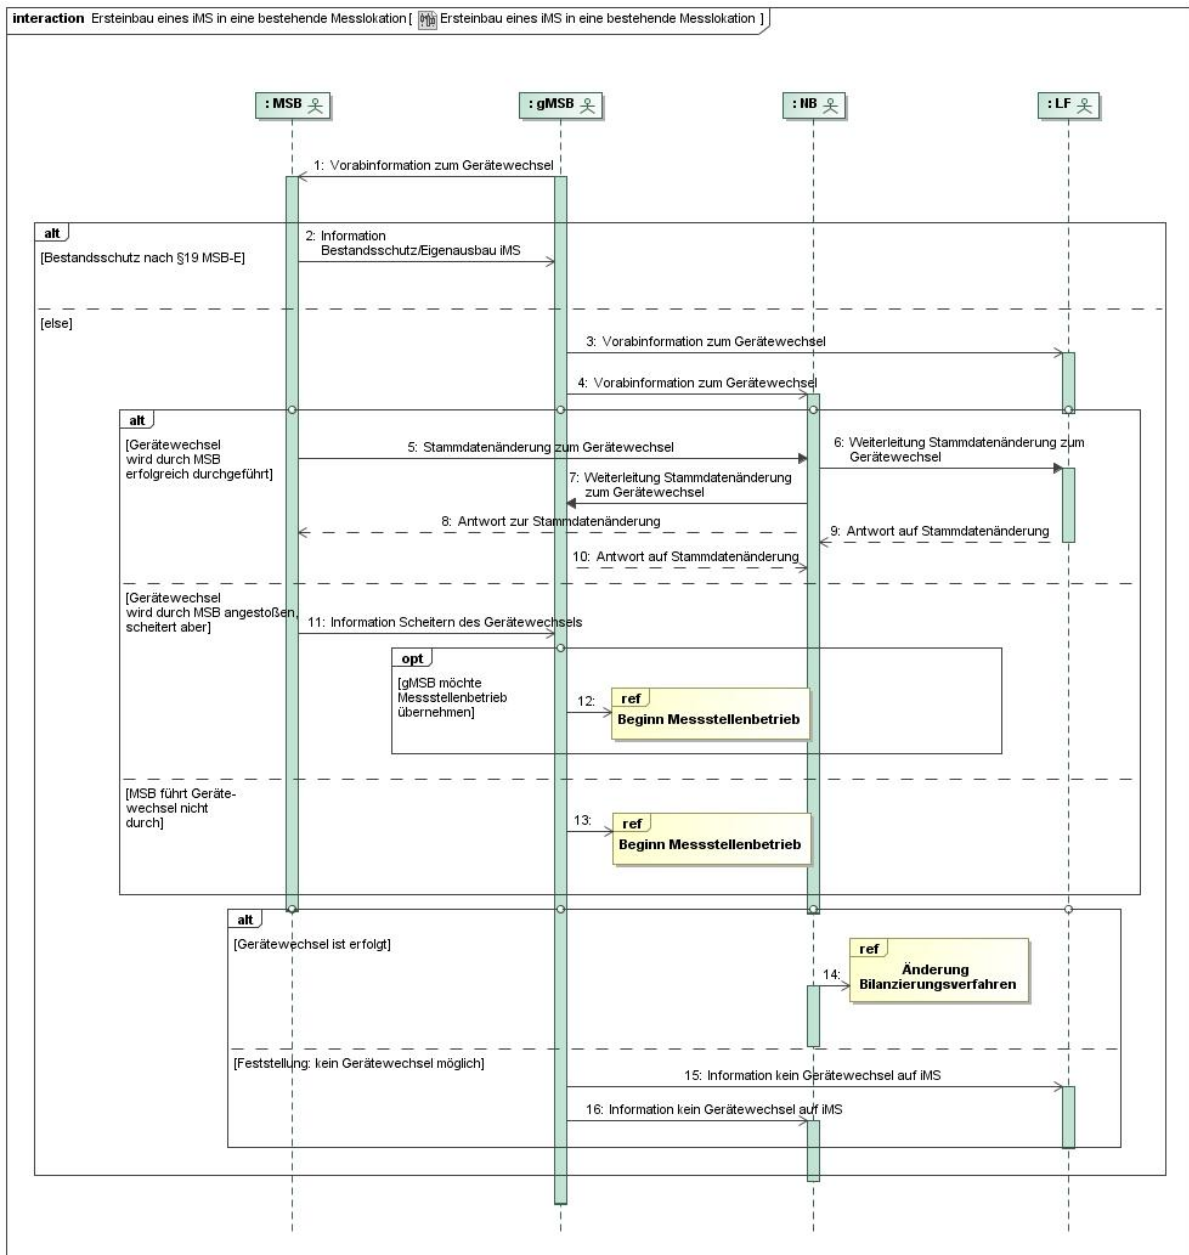 interaction Ersteinbau eines iMS in eine bestehende Messlokation[ Ersteinbau eines iMS in eine bestehende Messlokation ]
: MSB
: gMSB
: NB
: LF
1: Vorabinformation zum Gerätewechsel
alt
[Bestandsschutz nach §19 MSB-E]
2: Information
Bestandsschutz/Eigenausbau iMS
[else]
3: Vorabinformation zum Gerätewechsel
4: Vorabinformation zum Gerätewechsel
alt
[Gerätewechsel
wird durch MSB
erfolgreich durchgeführt]
5: Stammdatenänderung zum Gerätewechsel
6: Weiterleitung Stammdatenänderung zum
Gerätewechsel
7: Weiterleitung Stammdatenänderung
zum Gerätewechsel
8: Antwort zur Stammdatenänderung
9: Antwort auf Stammdatenänderung
10: Antwort auf Stammdatenänderung
[Gerätewechsel
wird durch MSB angestoßen,
scheitert aber]
11: Information Scheitern des Gerätewechsels
opt
[gMSB möchte
Messstellenbetrieb
übernehmen]
12:
ref
Beginn Messstellenbetrieb
[MSB führt Geräte-
wechsel nicht
durch]
13:
ref
Beginn Messstellenbetrieb
alt
[Gerätewechsel ist erfolgt]
14:
ref
Änderung
Bilanzierungsverfahren
[Feststellung: kein Gerätewechsel möglich]
15: Information kein Gerätewechsel auf iMS
16: Information kein Gerätewechsel auf iMS